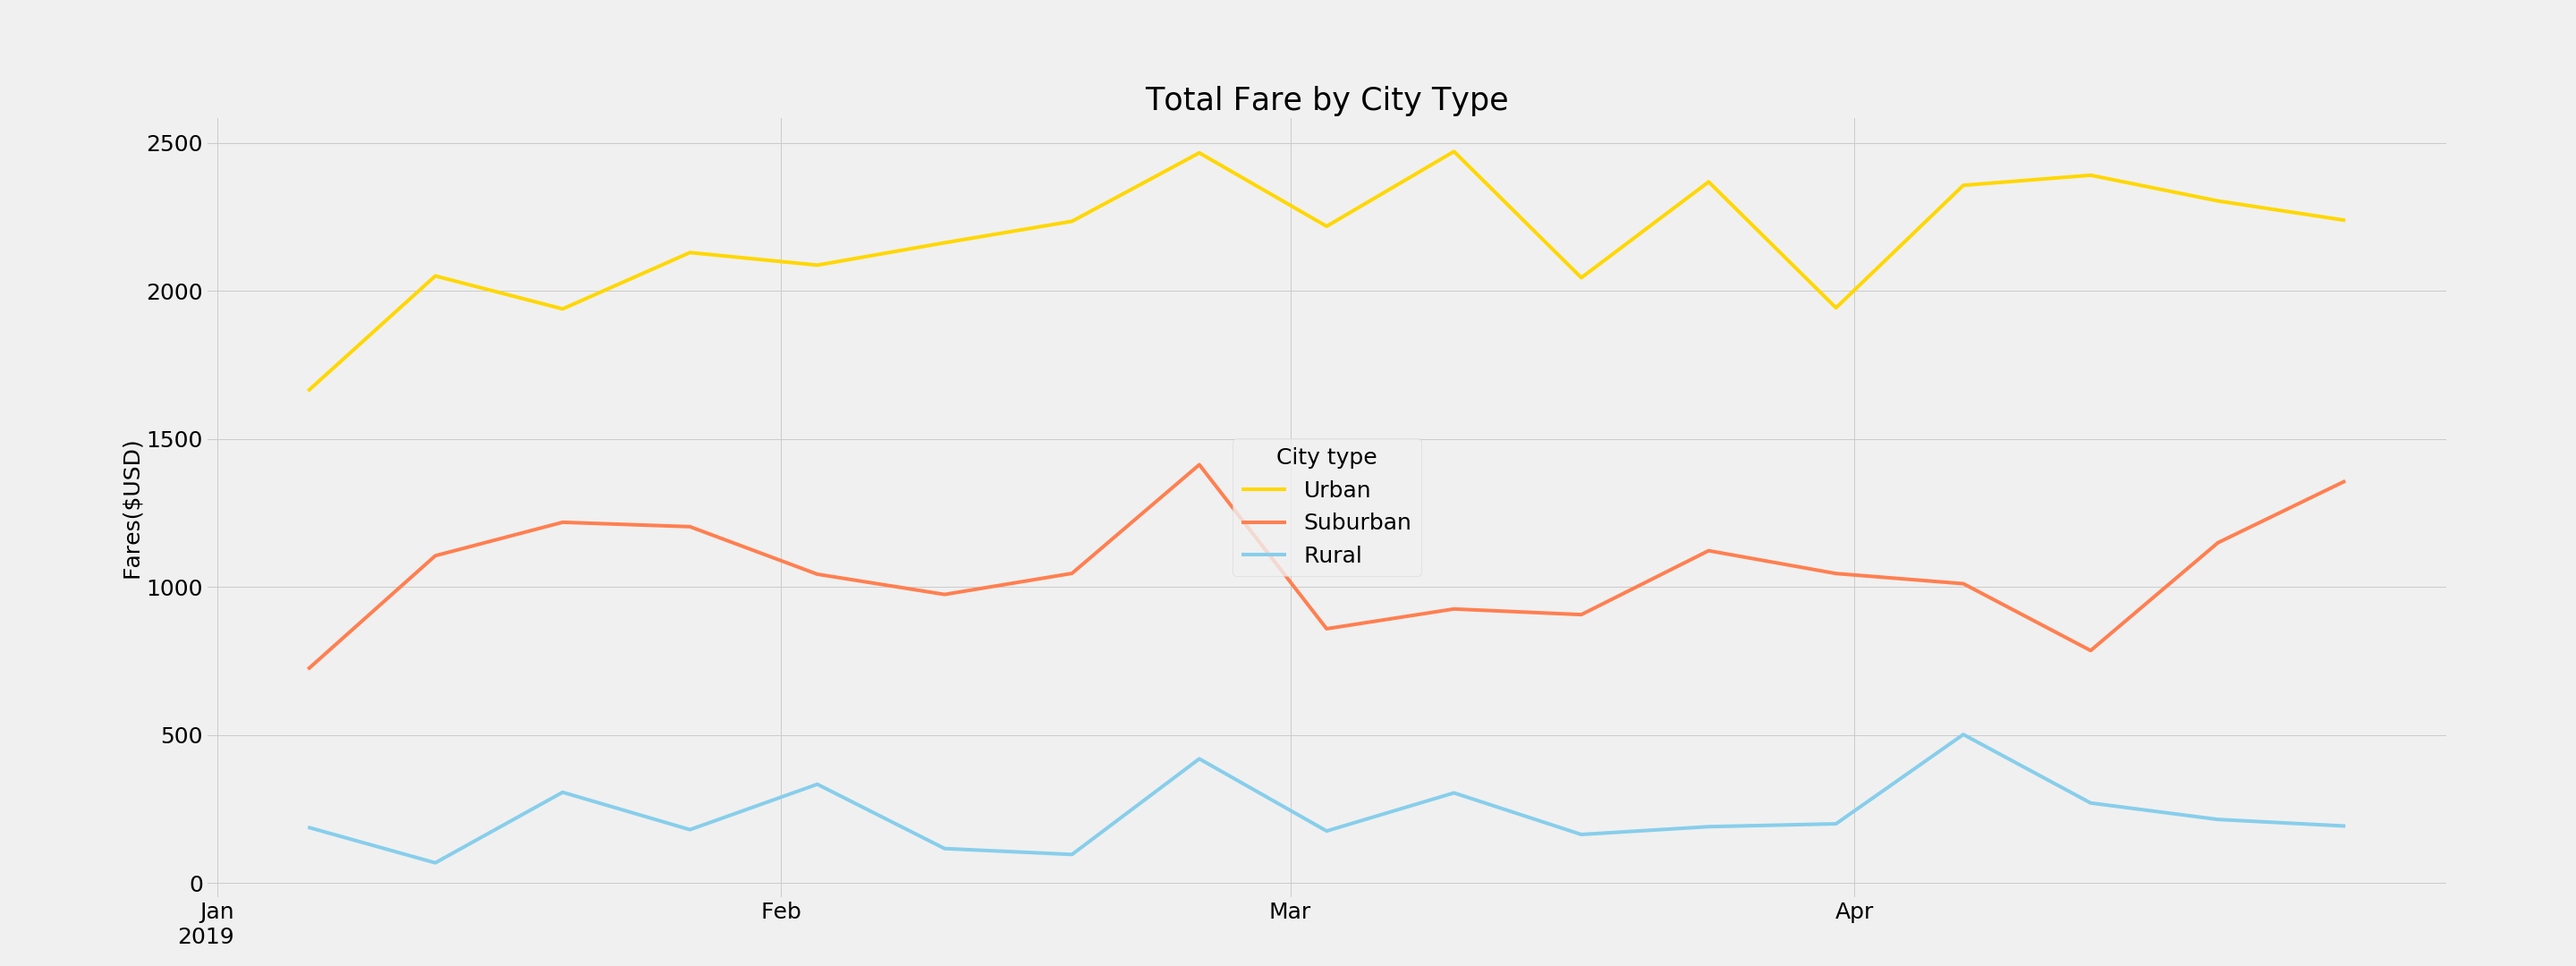 Total Fare by City Type
Fares($USD)
2500
2000
1500
1000
500
0
City type
Urban
Suburban
Rural
Jan Feb Mar Apr
2019